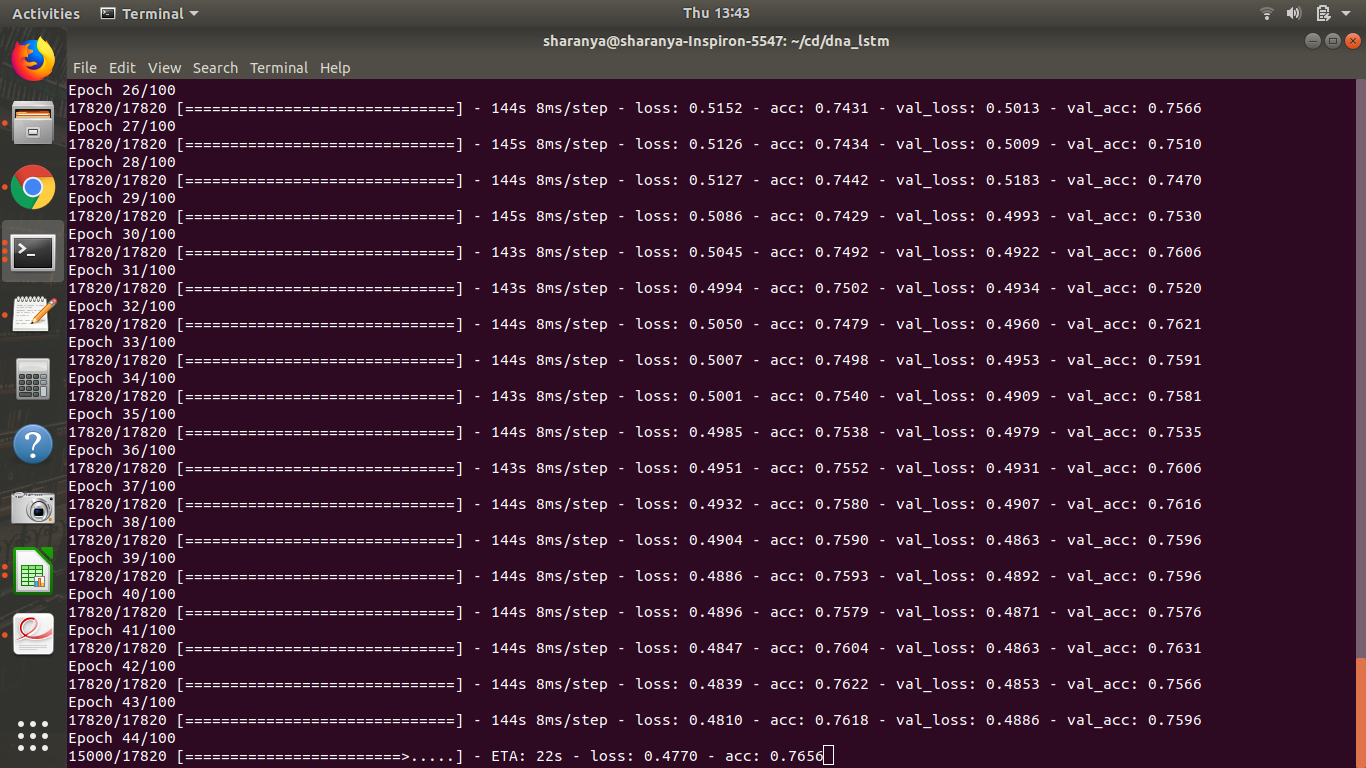 Activities Terminal Thu 13:43
sharanya@sharanya-Inspiron-5547: ~/cd/dna_lstm
File Edit View Search Terminal Help
Epoch 26/100
17820/17820 [==============================] - 144s 8ms/step - loss: 0.5152 - acc: 0.7431 - val_loss: 0.5013 - val_acc: 0.7566
Epoch 27/100
17820/17820 [==============================] - 145s 8ms/step - loss: 0.5126 - acc: 0.7434 - val_loss: 0.5009 - val_acc: 0.7510
Epoch 28/100
17820/17820 [==============================] - 144s 8ms/step - loss: 0.5127 - acc: 0.7442 - val_loss: 0.5183 - val_acc: 0.7470
Epoch 29/100
17820/17820 [==============================] - 145s 8ms/step - loss: 0.5086 - acc: 0.7429 - val_loss: 0.4993 - val_acc: 0.7530
Epoch 30/100
17820/17820 [==============================] - 143s 8ms/step - loss: 0.5045 - acc: 0.7492 - val_loss: 0.4922 - val_acc: 0.7606
Epoch 31/100
17820/17820 [==============================] - 143s 8ms/step - loss: 0.4994 - acc: 0.7502 - val_loss: 0.4934 - val_acc: 0.7520
Epoch 32/100
17820/17820 [==============================] - 144s 8ms/step - loss: 0.5050 - acc: 0.7479 - val_loss: 0.4960 - val_acc: 0.7621
Epoch 33/100
17820/17820 [==============================] - 144s 8ms/step - loss: 0.5007 - acc: 0.7498 - val_loss: 0.4953 - val_acc: 0.7591
Epoch 34/100
17820/17820 [==============================] - 143s 8ms/step - loss: 0.5001 - acc: 0.7540 - val_loss: 0.4909 - val_acc: 0.7581
Epoch 35/100
17820/17820 [==============================] - 144s 8ms/step - loss: 0.4985 - acc: 0.7538 - val_loss: 0.4979 - val_acc: 0.7535
Epoch 36/100
17820/17820 [==============================] - 143s 8ms/step - loss: 0.4951 - acc: 0.7552 - val_loss: 0.4931 - val_acc: 0.7606
Epoch 37/100
17820/17820 [==============================] - 144s 8ms/step - loss: 0.4932 - acc: 0.7580 - val_loss: 0.4907 - val_acc: 0.7616
Epoch 38/100
17820/17820 [==============================] - 144s 8ms/step - loss: 0.4904 - acc: 0.7590 - val_loss: 0.4863 - val_acc: 0.7596
Epoch 39/100
17820/17820 [==============================] - 144s 8ms/step - loss: 0.4886 - acc: 0.7593 - val_loss: 0.4892 - val_acc: 0.7596
Epoch 40/100
17820/17820 [==============================] - 144s 8ms/step - loss: 0.4896 - acc: 0.7579 - val_loss: 0.4871 - val_acc: 0.7576
Epoch 41/100
17820/17820 [==============================] - 144s 8ms/step - loss: 0.4847 - acc: 0.7604 - val_loss: 0.4863 - val_acc: 0.7631
Epoch 42/100
17820/17820 [==============================] - 144s 8ms/step - loss: 0.4839 - acc: 0.7622 - val_loss: 0.4853 - val_acc: 0.7566
Epoch 43/100
17820/17820 [==============================] - 144s 8ms/step - loss: 0.4810 - acc: 0.7618 - val_loss: 0.4886 - val_acc: 0.7596
Epoch 44/100
15000/17820 [========================>.....] - ETA: 22s - loss: 0.4770 - acc: 0.7656